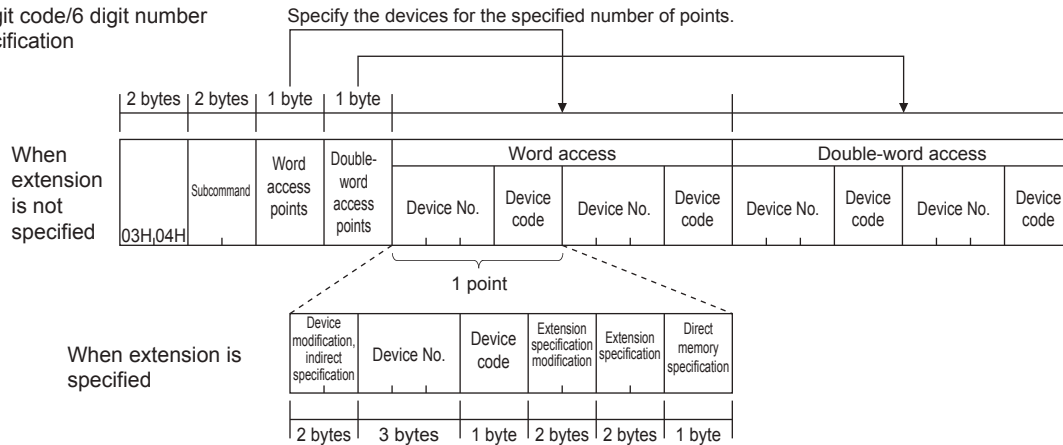 git code/6 digit number
cification
Specify the devices for the specified number of points.
2 bytes 2 bytes 1 byte 1 byte
When
extension
is not
specified
03H 04H
Subcommand
Word
access
points
Double-
word
access
points
Word access
Device No.
Device
code
Device No.
Device
code
Double-word access
Device No.
Device
code
Device No.
Device
code
1 point
When extension is
specified
Device
modification,
indirect
specification
Device No.
Device
code
Extension
specification
modification
Extension
specification
Direct
memory
specification
2 bytes 3 bytes 1 byte 2 bytes 2 bytes 1 byte